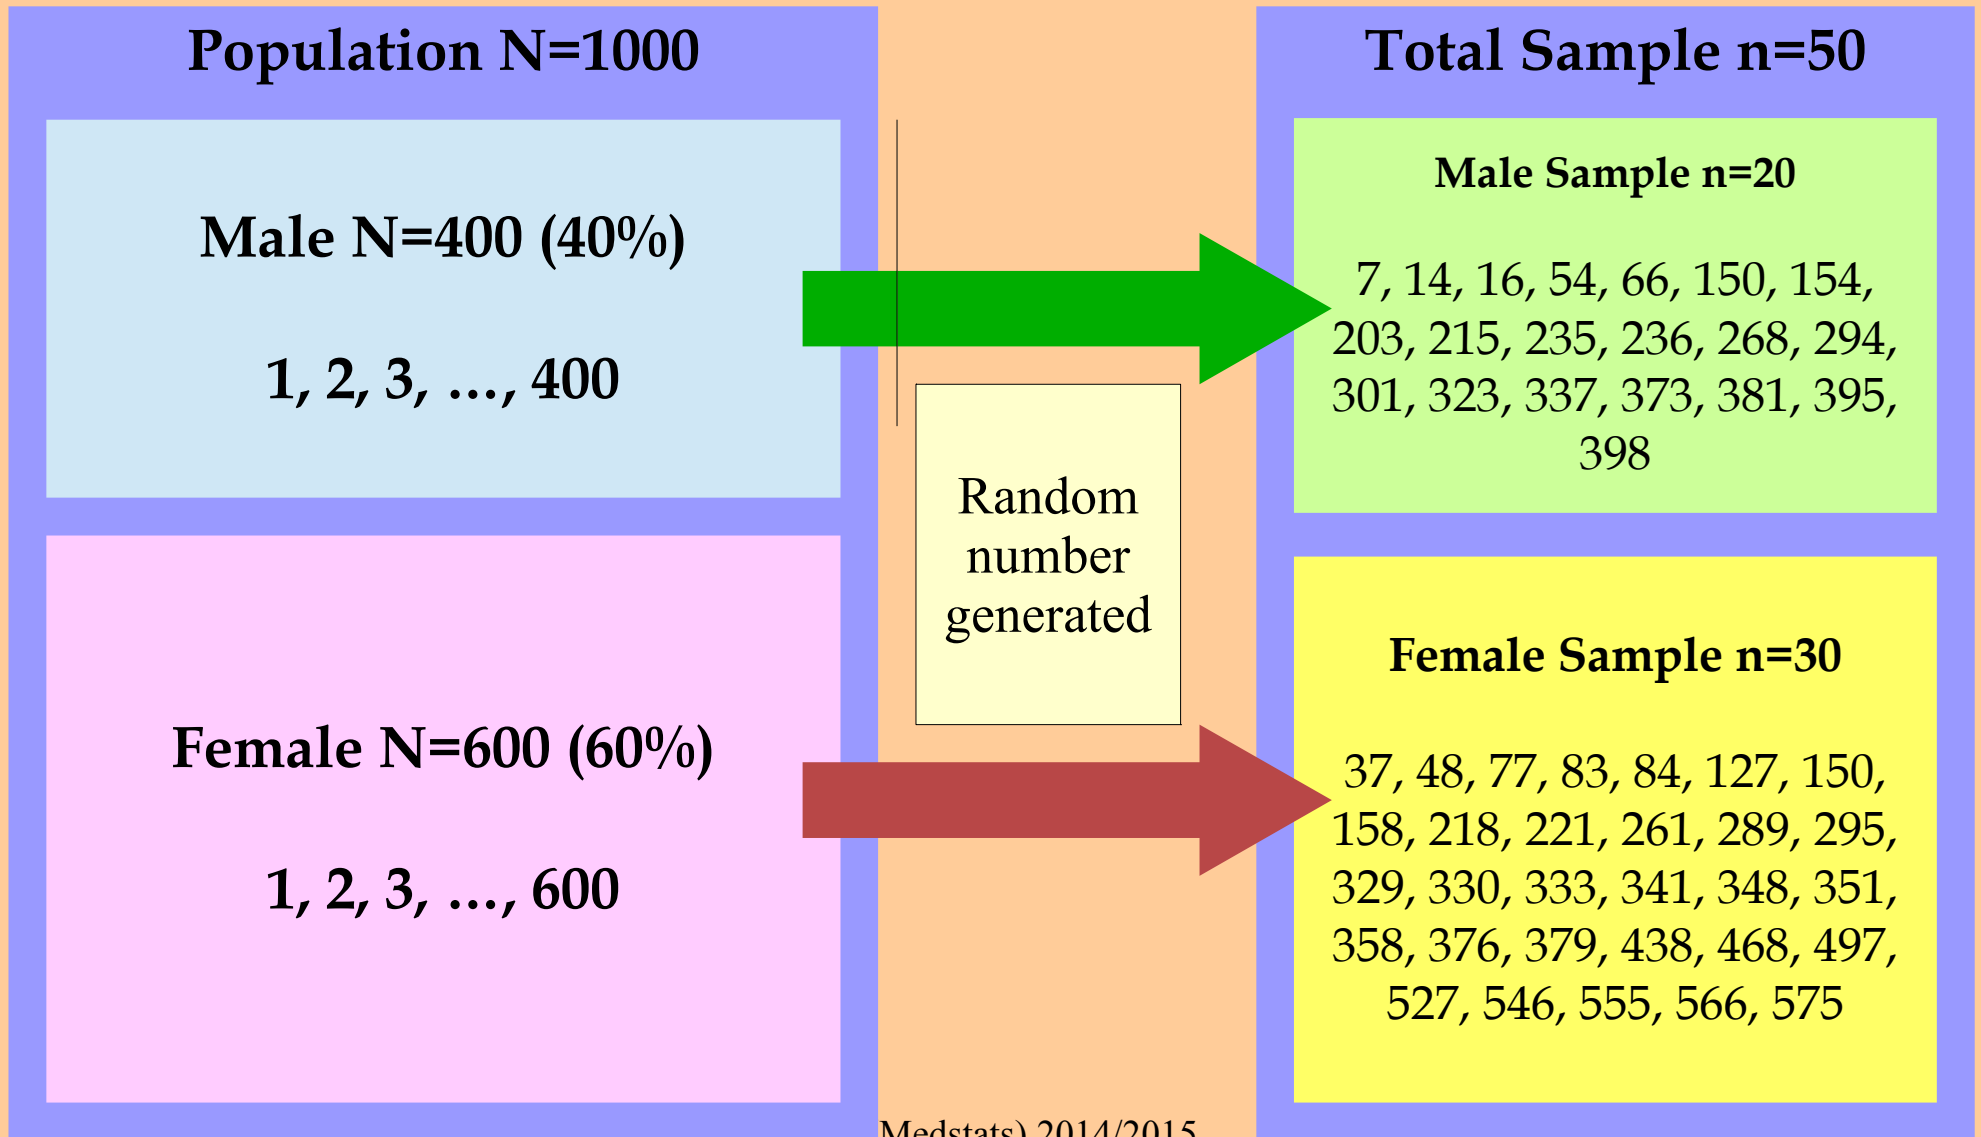 Population N=1000
Male N=400 (40%)
1, 2, 3, …, 400
Female N=600 (60%)
1, 2, 3, …, 600
Random
number
generated
Total Sample n=50
Male Sample n=20
7, 14, 16, 54, 66, 150, 154,
203, 215, 235, 236, 268, 294,
301, 323, 337, 373, 381, 395,
398
Female Sample n=30
37, 48, 77, 83, 84, 127, 150,
158, 218, 221, 261, 289, 295,
329, 330, 333, 341, 348, 351,
358, 376, 379, 438, 468, 497,
527, 546, 555, 566, 575
Medstats) 2014/2015